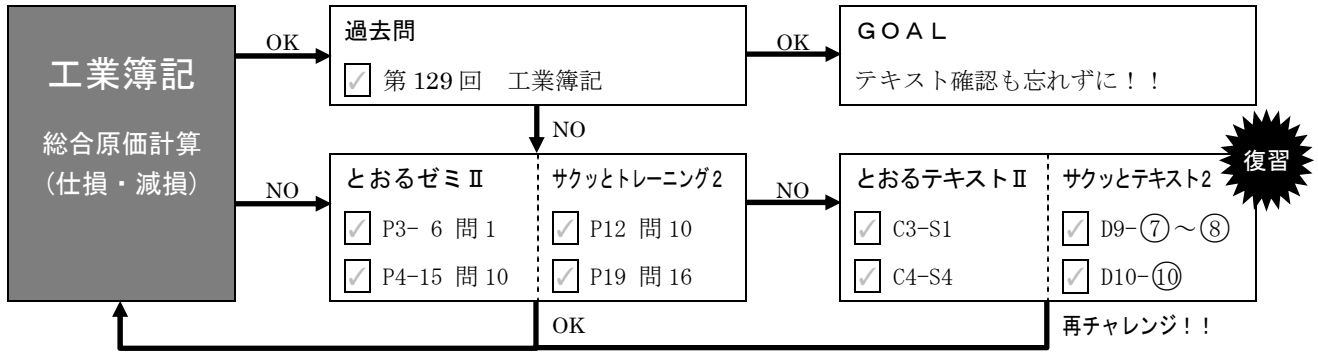 工業簿記
総合原価計算
(仕損・減損)
OK
過去問
✓ 第129回 工業簿記
OK
GOAL
テキスト確認も忘れずに！！
NO
NO
とおるゼミⅡ
✓ P3- 6 問1
✓ P4-15 問10
サクッとトレーニング2
✓ P12 問10
✓ P19 問16
NO
とおるテキストⅡ
✓ C3-S1
✓ C4-S4
サクッとテキスト2
✓ D9-⑦～⑧
✓ D10-⑩
復習
OK
再チャレンジ！！